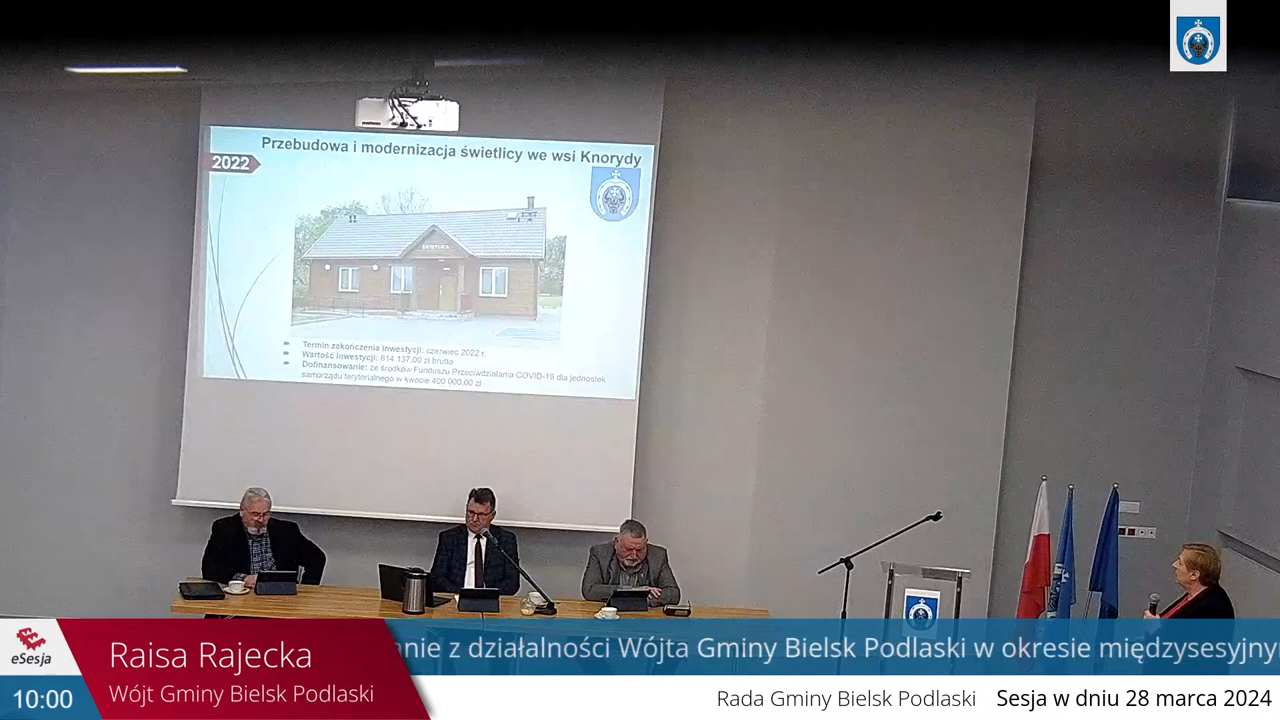 Przebudowa i modernizacja świetlicy we wsi Knorydy
2022
ŚWIETLICA
Termin zakończenia inwestycji: czerwiec 2022 r.
Wartość inwestycji: 614 137,00 zł brutto
Dofinansowanie: ze środków Funduszu Przeciwdziałania COVID-19 dla jednostek
samorządu terytorialnego w kwocie 400 000,00 zł
eSesja
Raisa Rajecka
anie z działalności Wójta Gminy Bielsk Podlaski w okresie międzysesyjny
10:00
Wójt Gminy Bielsk Podlaski
Rada Gminy Bielsk Podlaski
Sesja w dniu 28 marca 2024